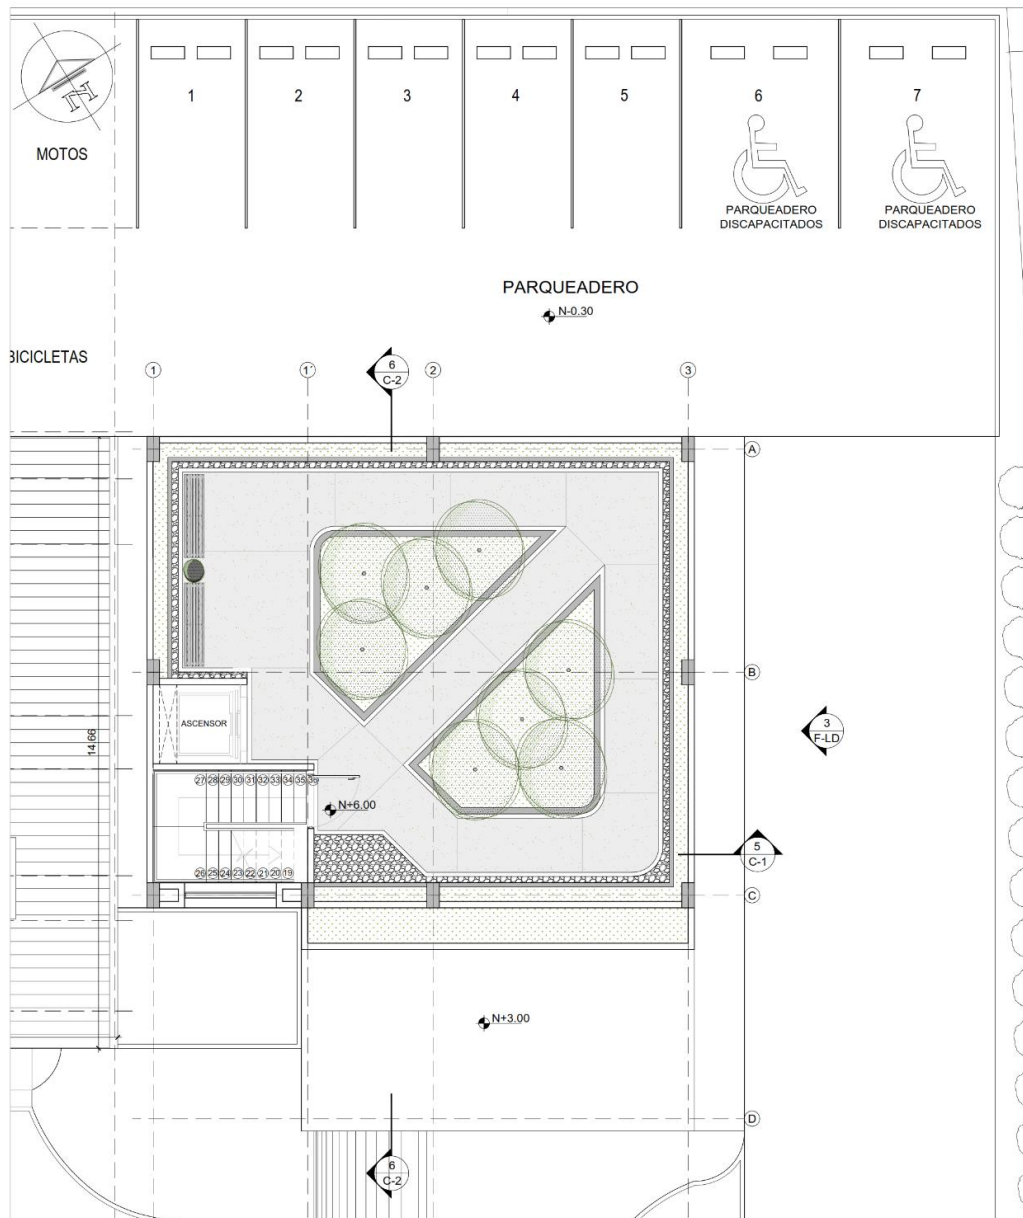 1
2
3
4
5
6
7
N
MOTOS
PARQUEADERO
DISCAPACITADOS
PARQUEADERO
DISCAPACITADOS
PARQUEADERO
N-0.30
BICICLETAS
1
1´
6
C-2
2
3
A
B
ASCENSOR
3
F-LD
14.66
27 28 29 30 31 32 33 34 35 36
N+6.00
5
C-1
26 25 24 23 22 21 20 19
C
N+3.00
D
6
C-2